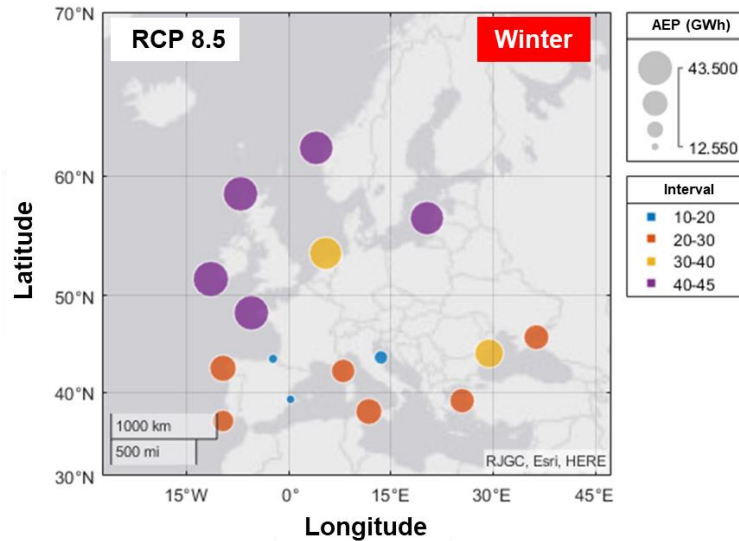 70°N
RCP 8.5
Winter
60°N
50°N
40°N
30°N
Latitude
1000 km
500 mi
RJGC, Esri, HERE
15°W
0°
15°E
30°E
45°E
Longitude
AEP (GWh)
43.500
12.550
Interval
10-20
20-30
30-40
40-45